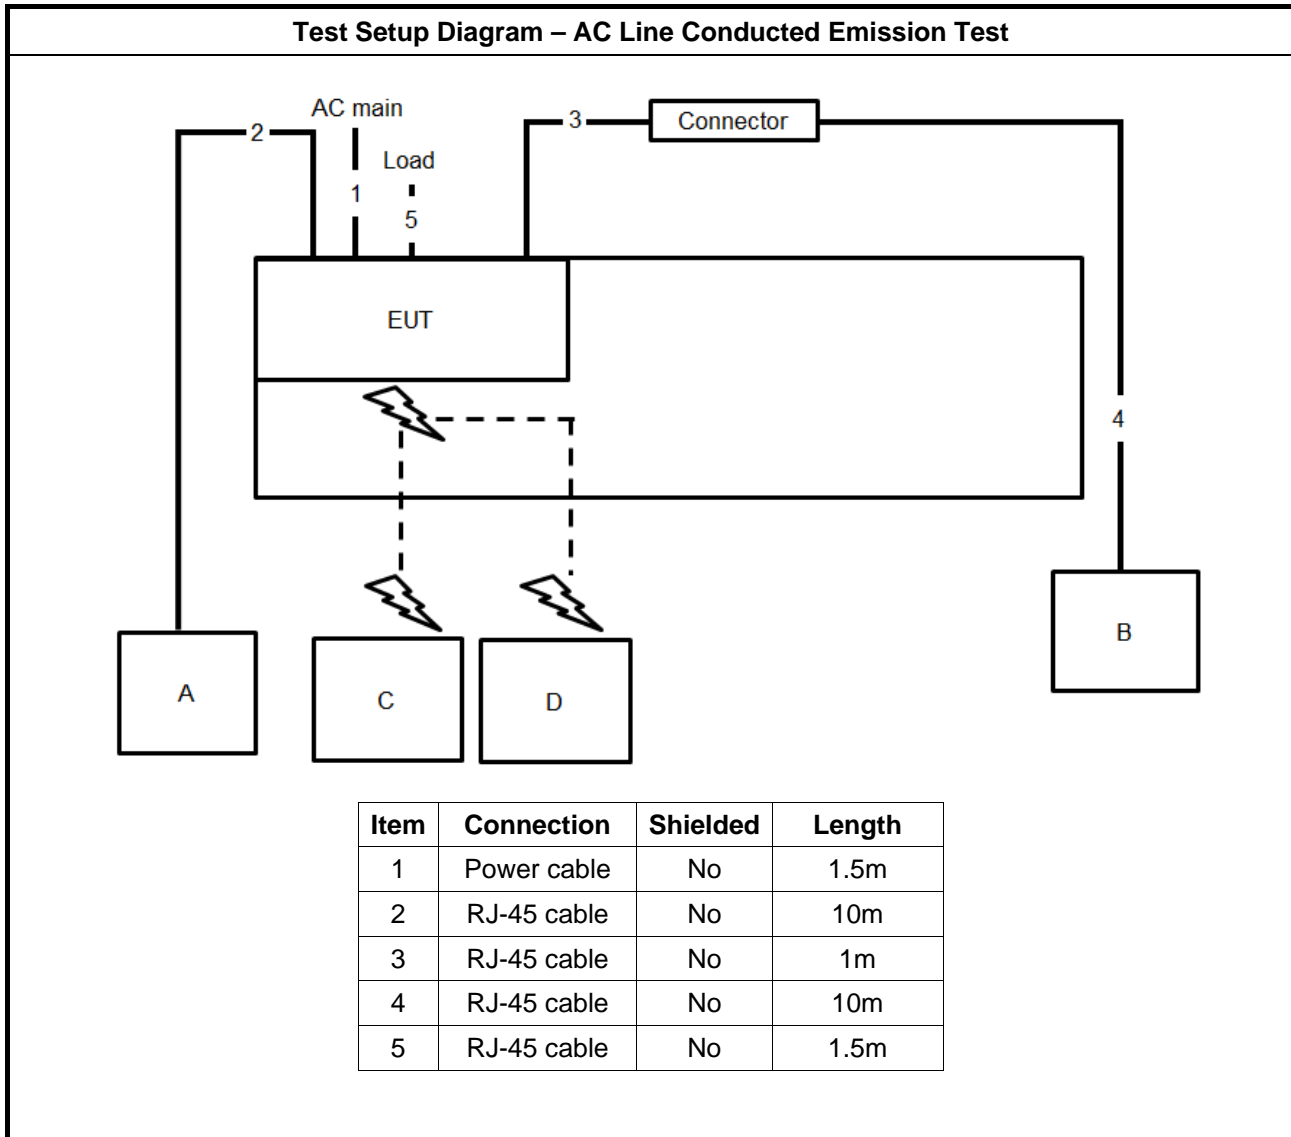 Test Setup Diagram – AC Line Conducted Emission Test
AC main
2
3
Connector
Load
1
5
EUT
4
A
C
D
B
Item Connection Shielded Length
1 Power cable No 1.5m
2 RJ-45 cable No 10m
3 RJ-45 cable No 1m
4 RJ-45 cable No 10m
5 RJ-45 cable No 1.5m